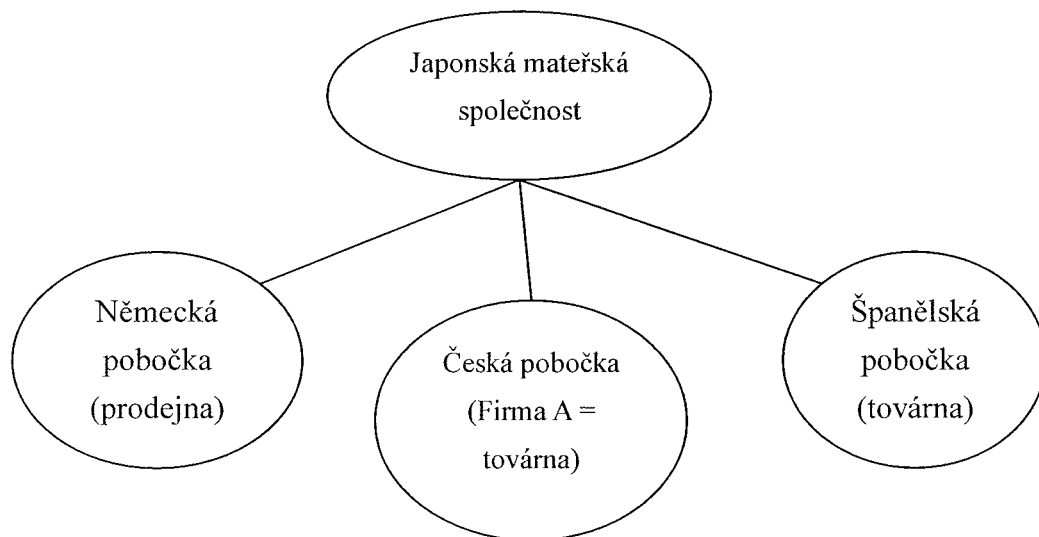 Japonská mateřská
společnost
Německá
pobočka
(prodejna)
Česká pobočka
(Firma A =
továrna)
Španělská
pobočka
(továrna)